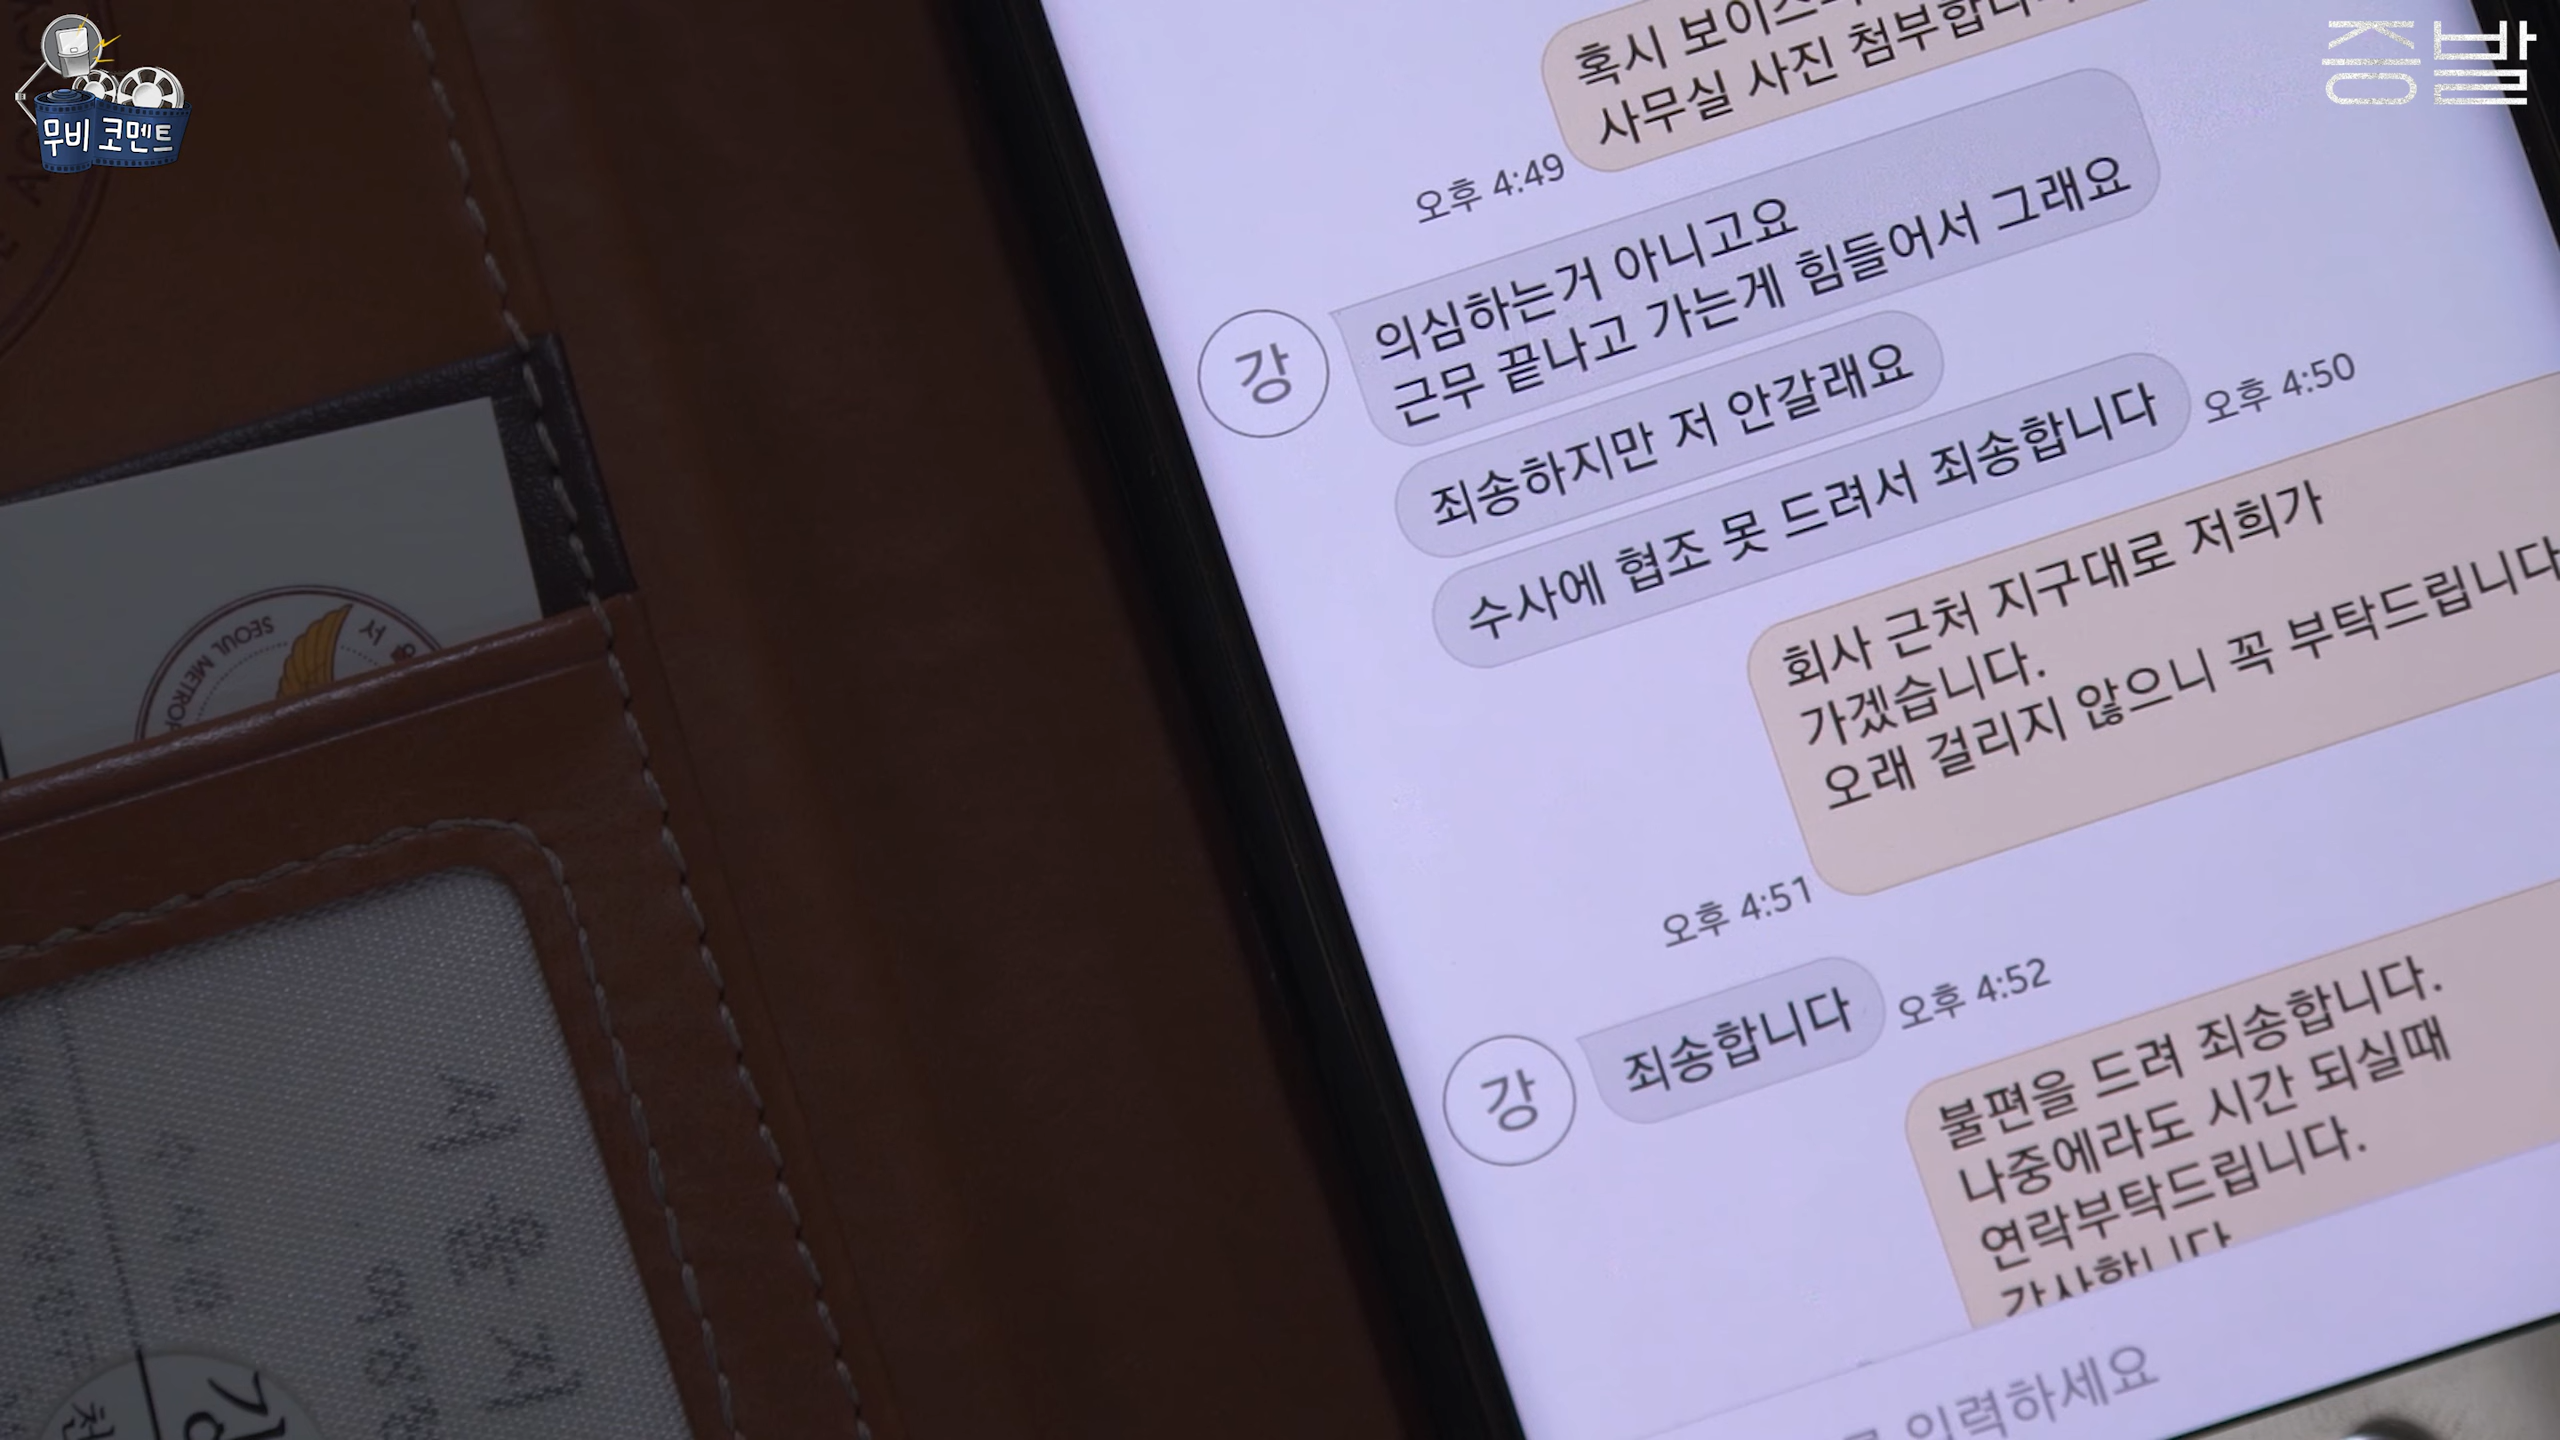 무비 코멘트
증발
혹시
사무실 사진 첨부합니다
오후 4:49
강
의심하는거 아니고요
근무 끝나고 가는게 힘들어서 그래요
죄송하지만 저 안갈래요
수사에 협조 못 드려서 죄송합니다
오후 4:50
회사 근처 지구대로 저희가
가겠습니다.
오래 걸리지 않으니 꼭 부탁드립니다
오후 4:51
강
죄송합니다
오후 4:52
불편을 드려 죄송합니다.
나중에라도 시간 되실때
연락부탁드립니다.
감사합니다
입력하세요
SEOUL
서울